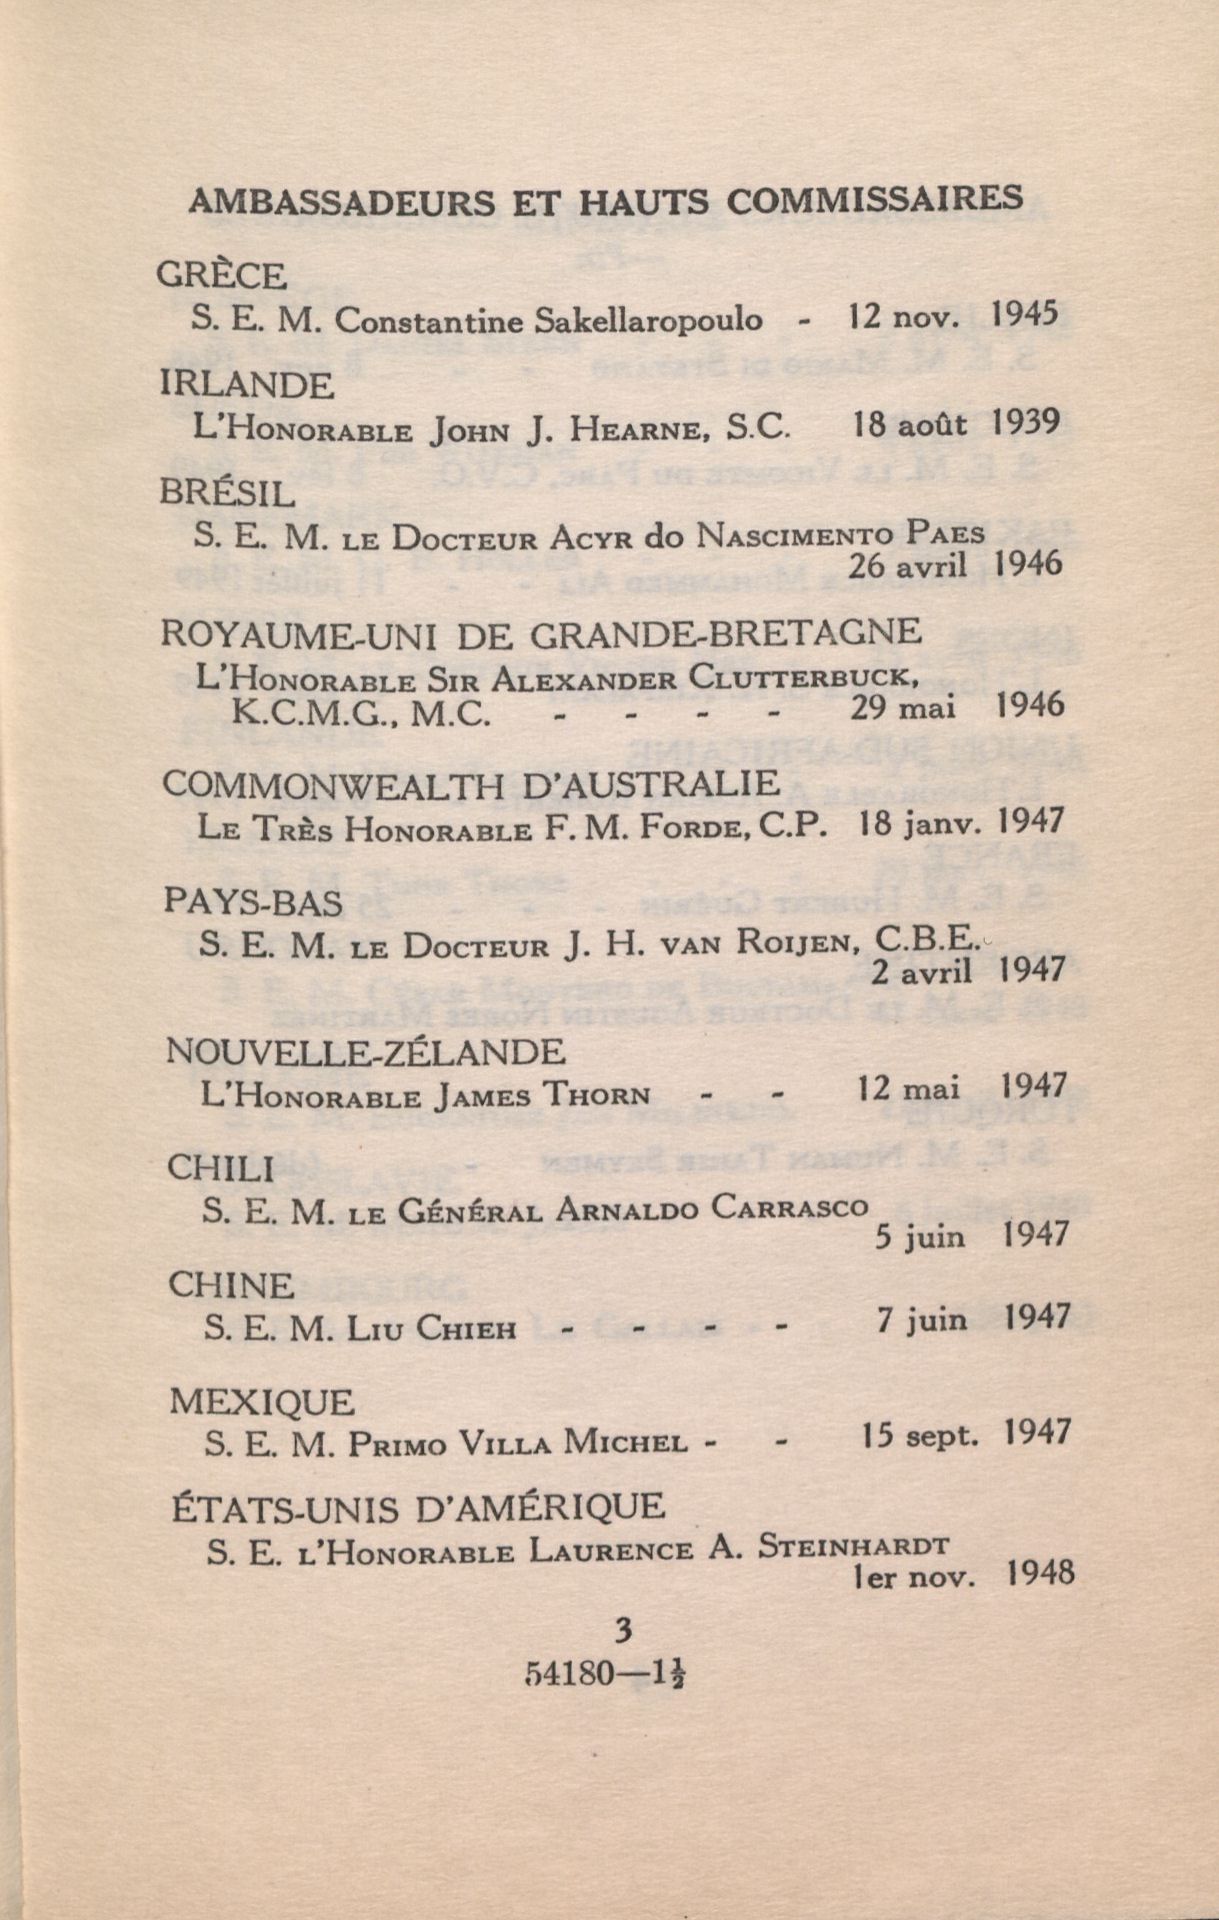 AMBASSADEURS ET HAUTS COMMISSAIRES
GRÈCE
S. E. M. Constantine Sakellaropoulo - 12 nov. 1945
IRLANDE
L'HONORABLE JOHN J. HEARNE, S.C. 18 août 1939
BRÉSIL
S. E. M. LE DOCTEUR ACYR do NASCIMENTO PAES
26 avril 1946
ROYAUME-UNI DE GRANDE-BRETAGNE
L'HONORABLE SIR ALEXANDER CLUTTERBUCK,
K.C.M.G., M.C. - - - - 29 mai 1946
COMMONWEALTH D'AUSTRALIE
LE TRÈS HONORABLE F. M. FORDE, C.P. 18 janv. 1947
PAYS-BAS
S. E. M. LE DOCTEUR J. H. VAN ROIJEN, C.B.E.
2 avril 1947
NOUVELLE-ZÉLANDE
L'HONORABLE JAMES THORN - - 12 mai 1947
CHILI
S. E. M. LE GÉNÉRAL ARNALDO CARRASCO
5 juin 1947
CHINE
S. E. M. LIU CHIEH - - - - 7 juin 1947
MEXIQUE
S. E. M. PRIMO VILLA MICHEL - - 15 sept. 1947
ÉTATS-UNIS D'AMÉRIQUE
S. E. L'HONORABLE LAURENCE A. STEINHARDT
1er nov. 1948
3
54180—1½